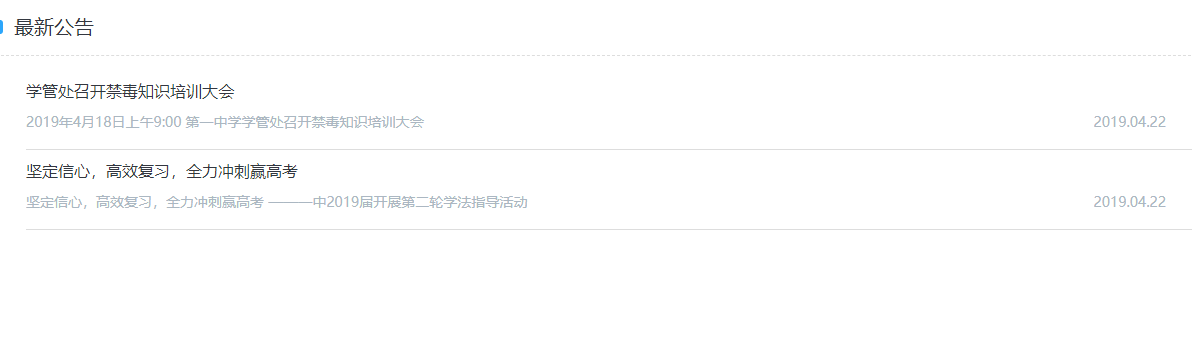 最新公告
学管处召开禁毒知识培训大会
2019年4月18日上午9:00 第一中学学管处召开禁毒知识培训大会
2019.04.22
坚定信心，高效复习，全力冲刺赢高考
坚定信心，高效复习，全力冲刺赢高考 ———中2019届开展第二轮学法指导活动
2019.04.22